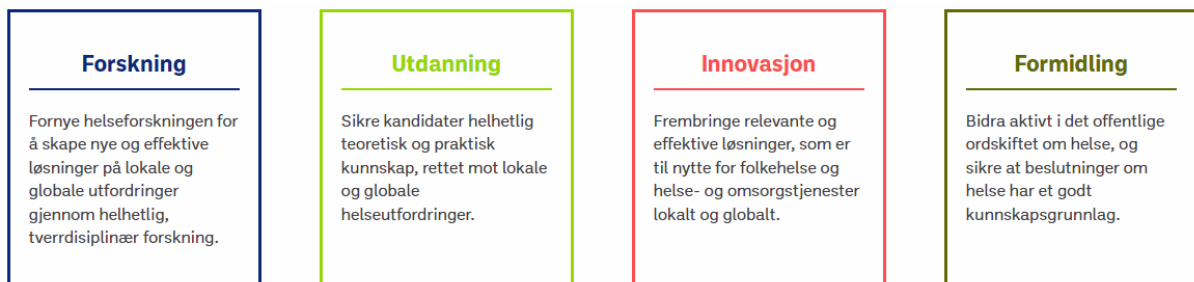 Forskning
Fornye helseforskningen for
å skape nye og effektive
løsninger på lokale og
globale utfordringer
gjennom helhetlig,
tverrdisiplinær forskning.
Utdanning
Sikre kandidater helhetlig
teoretisk og praktisk
kunnskap, rettet mot lokale
og globale
helseutfordringer.
Innovasjon
Frembringe relevante og
effektive løsninger, som er
til nytte for folkehelse og
helse- og omsorgstjenester
lokalt og globalt.
Formidling
Bidra aktivt i det offentlige
ordskiftet om helse, og
sikre at beslutninger om
helse har et godt
kunnskapsgrunnlag.